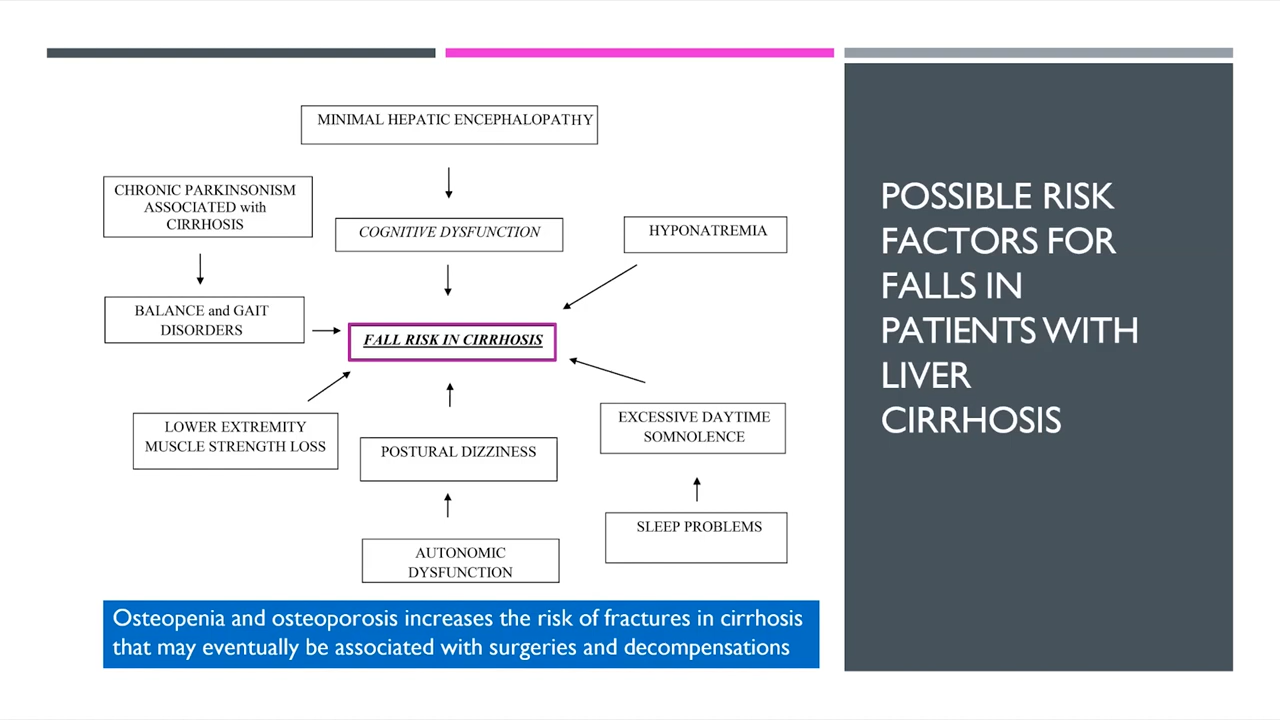 MINIMAL HEPATIC ENCEPHALOPATHY
CHRONIC PARKINSONISM
ASSOCIATED with
CIRRHOSIS
COGNITIVE DYSFUNCTION
HYPONATREMIA
BALANCE and GAIT
DISORDERS
FALL RISK IN CIRRHOSIS
LOWER EXTREMITY
MUSCLE STRENGTH LOSS
POSTURAL DIZZINESS
EXCESSIVE DAYTIME
SOMNOLENCE
SLEEP PROBLEMS
AUTONOMIC
DYSFUNCTION
Osteopenia and osteoporosis increases the risk of fractures in cirrhosis
that may eventually be associated with surgeries and decompensations
POSSIBLE RISK
FACTORS FOR
FALLS IN
PATIENTS WITH
LIVER
CIRRHOSIS